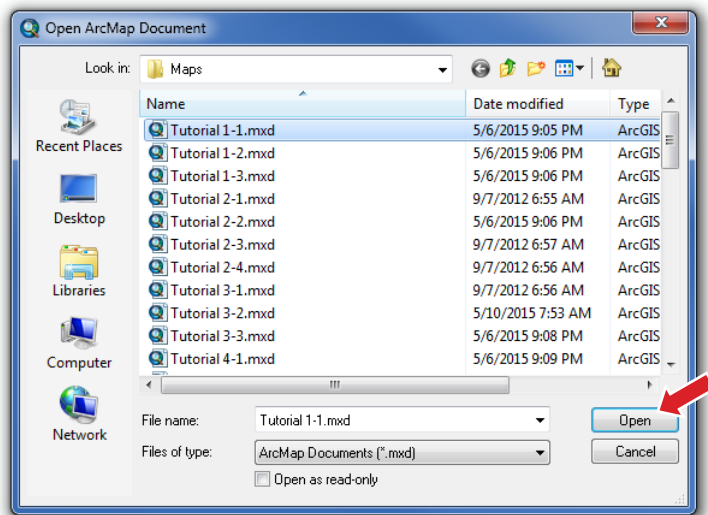 Open ArcMap Document
Look in: Maps
Name Date modified Type
Tutorial 1-1.mxd 5/6/2015 9:05 PM ArcGIS
Tutorial 1-2.mxd 5/6/2015 9:06 PM ArcGIS
Tutorial 1-3.mxd 5/6/2015 9:06 PM ArcGIS
Tutorial 2-1.mxd 9/7/2012 6:55 AM ArcGIS
Tutorial 2-2.mxd 5/6/2015 9:06 PM ArcGIS
Tutorial 2-3.mxd 9/7/2012 6:57 AM ArcGIS
Tutorial 2-4.mxd 9/7/2012 6:56 AM ArcGIS
Tutorial 3-1.mxd 9/7/2012 6:56 AM ArcGIS
Tutorial 3-2.mxd 5/10/2015 7:53 AM ArcGIS
Tutorial 3-3.mxd 5/6/2015 9:08 PM ArcGIS
Tutorial 4-1.mxd 5/6/2015 9:09 PM ArcGIS
Recent Places
Desktop
Libraries
Computer
Network
File name: Tutorial 1-1.mxd Open
Files of type: ArcMap Documents (*.mxd) Cancel
Open as read-only